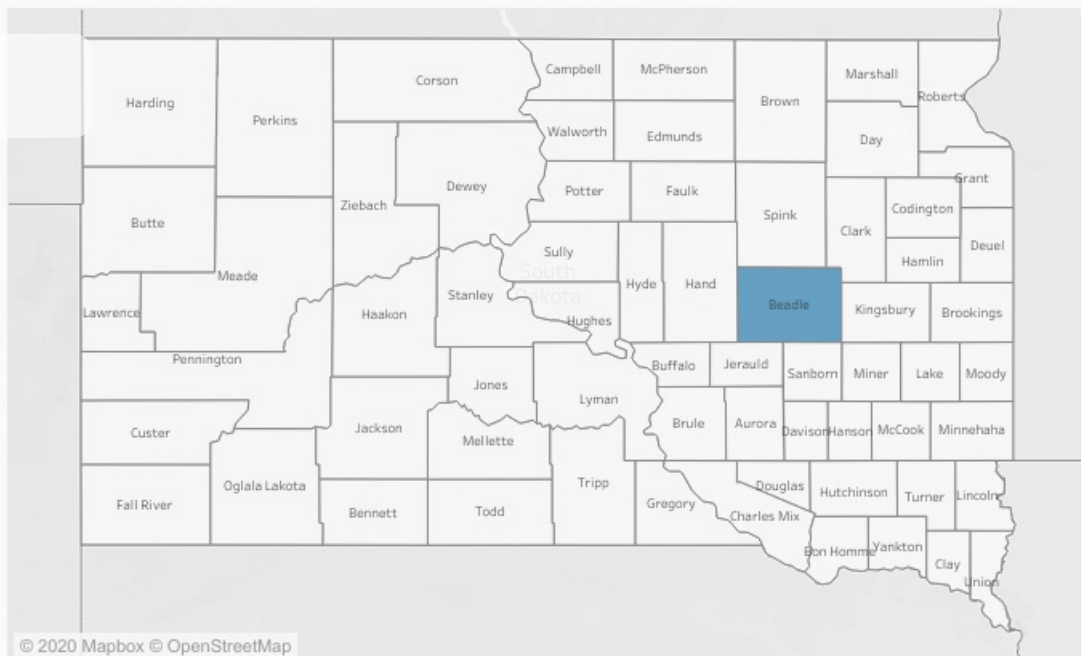 Campbell
McPherson
Marshall
Corson
Roberts
Harding
Brown
Perkins
Walworth
Edmunds
Day
Grant
Dewey
Potter
Faulk
Ziebach
Codington
Spink
Butte
Clark
Deuel
Sully
Hamlin
Meade
South
Dakota
Hyde
Hand
Stanley
Beadle
Kingsbury
Brookings
Lawrence
Haakon
Hughes
Pennington
Buffalo
Jerauld
Sanborn
Miner
Lake
Moody
Jones
Lyman
Custer
Jackson
Mellette
Brule
Aurora
Davison
Hanson
McCook
Minnehaha
Oglala Lakota
Tripp
Douglas
Hutchinson
Turner
Lincoln
Fall River
Bennett
Todd
Gregory
Charles Mix
Bon Homme
Yankton
Clay
Union
© 2020 Mapbox © OpenStreetMap